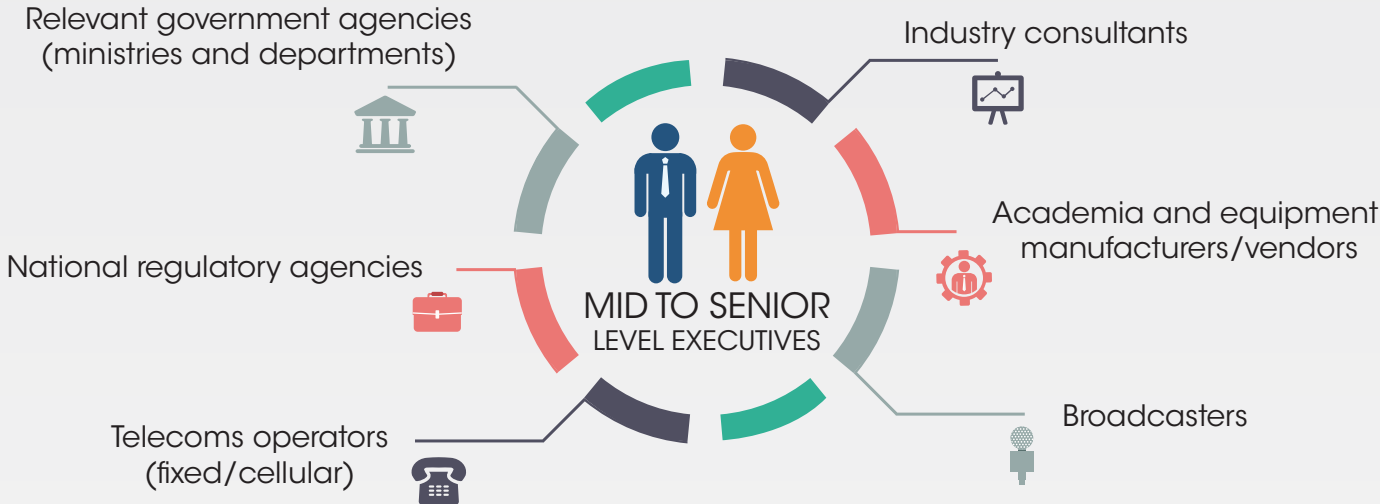 Relevant government agencies
(ministries and departments)
Industry consultants
Academia and equipment
manufacturers/vendors
National regulatory agencies
MID TO SENIOR
LEVEL EXECUTIVES
Telecoms operators
(fixed/cellular)
Broadcasters